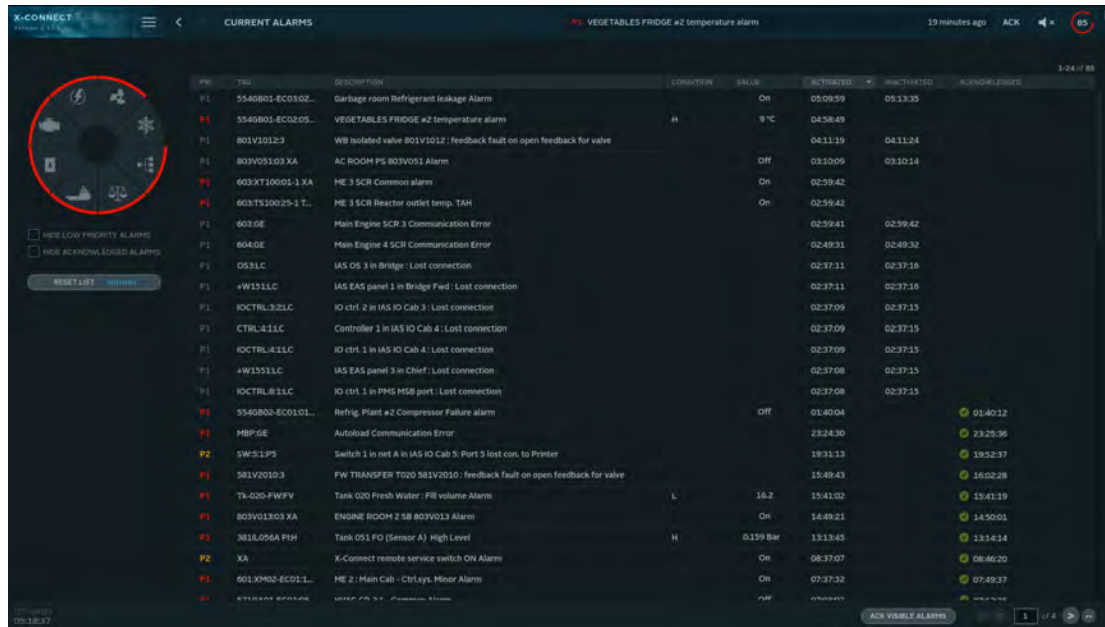 X-CONNECT
CURRENT ALARMS
P1 VEGETABLES FRIDGE #2 temperature alarm
19 minutes ago ACK 85
1-24 of 85
PRI TAG DESCRIPTION CONDITION VALUE ACTIVATED INACTIVATED ACKNOWLEDGED
P1 554GB01-EC03:02... Garbage room Refrigerant leakage Alarm On 05:09:59 05:13:35
P1 554GB01-EC02:05... VEGETABLES FRIDGE #2 temperature alarm H 9 °C 04:58:49
P1 801V1012:3 WB Isolated valve 801V1012 : feedback fault on open feedback for valve 04:11:19 04:11:24
P1 803V051:03 XA AC ROOM PS 803V051 Alarm Off 03:10:09 03:10:14
P1 603:XT100:01-1 XA ME 3 SCR Common alarm On 02:59:42
P1 603:TS100:25-1 T... ME 3 SCR Reactor outlet temp. TAH On 02:59:42
P1 603:GE Main Engine SCR 3 Communication Error 02:59:41 02:59:42
P1 604:GE Main Engine 4 SCR Communication Error 02:49:31 02:49:32
P1 OS3:LC IAS OS 3 in Bridge : Lost connection 02:37:11 02:37:16
P1 +W151:LC IAS EAS panel 1 in Bridge Fwd : Lost connection 02:37:11 02:37:16
P1 IOCTRL:3:2:LC IO ctrl. 2 in IAS IO Cab 3 : Lost connection 02:37:09 02:37:15
P1 CTRL:4:1:LC Controller 1 in IAS IO Cab 4 : Lost connection 02:37:09 02:37:15
P1 IOCTRL:4:1:LC IO ctrl. 1 in IAS IO Cab 4 : Lost connection 02:37:09 02:37:15
P1 +W155:1:LC IAS EAS panel 3 in Chief : Lost connection 02:37:08 02:37:15
P1 IOCTRL:8:1:LC IO ctrl. 1 in PMS MSB port : Lost connection 02:37:08 02:37:15
P1 554GB02-EC01:01... Refrig. Plant #2 Compressor Failure alarm Off 01:40:04 01:40:12
P1 MBP:GE Autoload Communication Error 23:24:30 23:25:36
P2 SW:5:1:P5 Switch 1 in net A in IAS IO Cab 5: Port 5 lost con. to Printer 19:31:13 19:52:37
P1 581V2010:3 FW TRANSFER T020 581V2010 : feedback fault on open feedback for valve 15:49:43 16:02:28
P1 Tk-020-FW:FV Tank 020 Fresh Water : Fill volume Alarm L 16.2 15:41:02 15:41:19
P1 803V013:03 XA ENGINE ROOM 2 SB 803V013 Alarm On 14:49:21 14:50:01
P1 381IL056A PI:H Tank 051 FO (Sensor A) High Level H 0.159 Bar 13:13:45 13:14:14
P2 XA X-Connect remote service switch ON Alarm On 08:37:07 08:46:20
P1 601:XM02-EC01:1... ME 2 : Main Cab - Ctrl.sys. Minor Alarm On 07:37:32 07:49:37
HIDE LOW PRIORITY ALARMS
HIDE ACKNOWLEDGED ALARMS
RESET LIST
05:18:37
ACK VISIBLE ALARMS 1 of 4